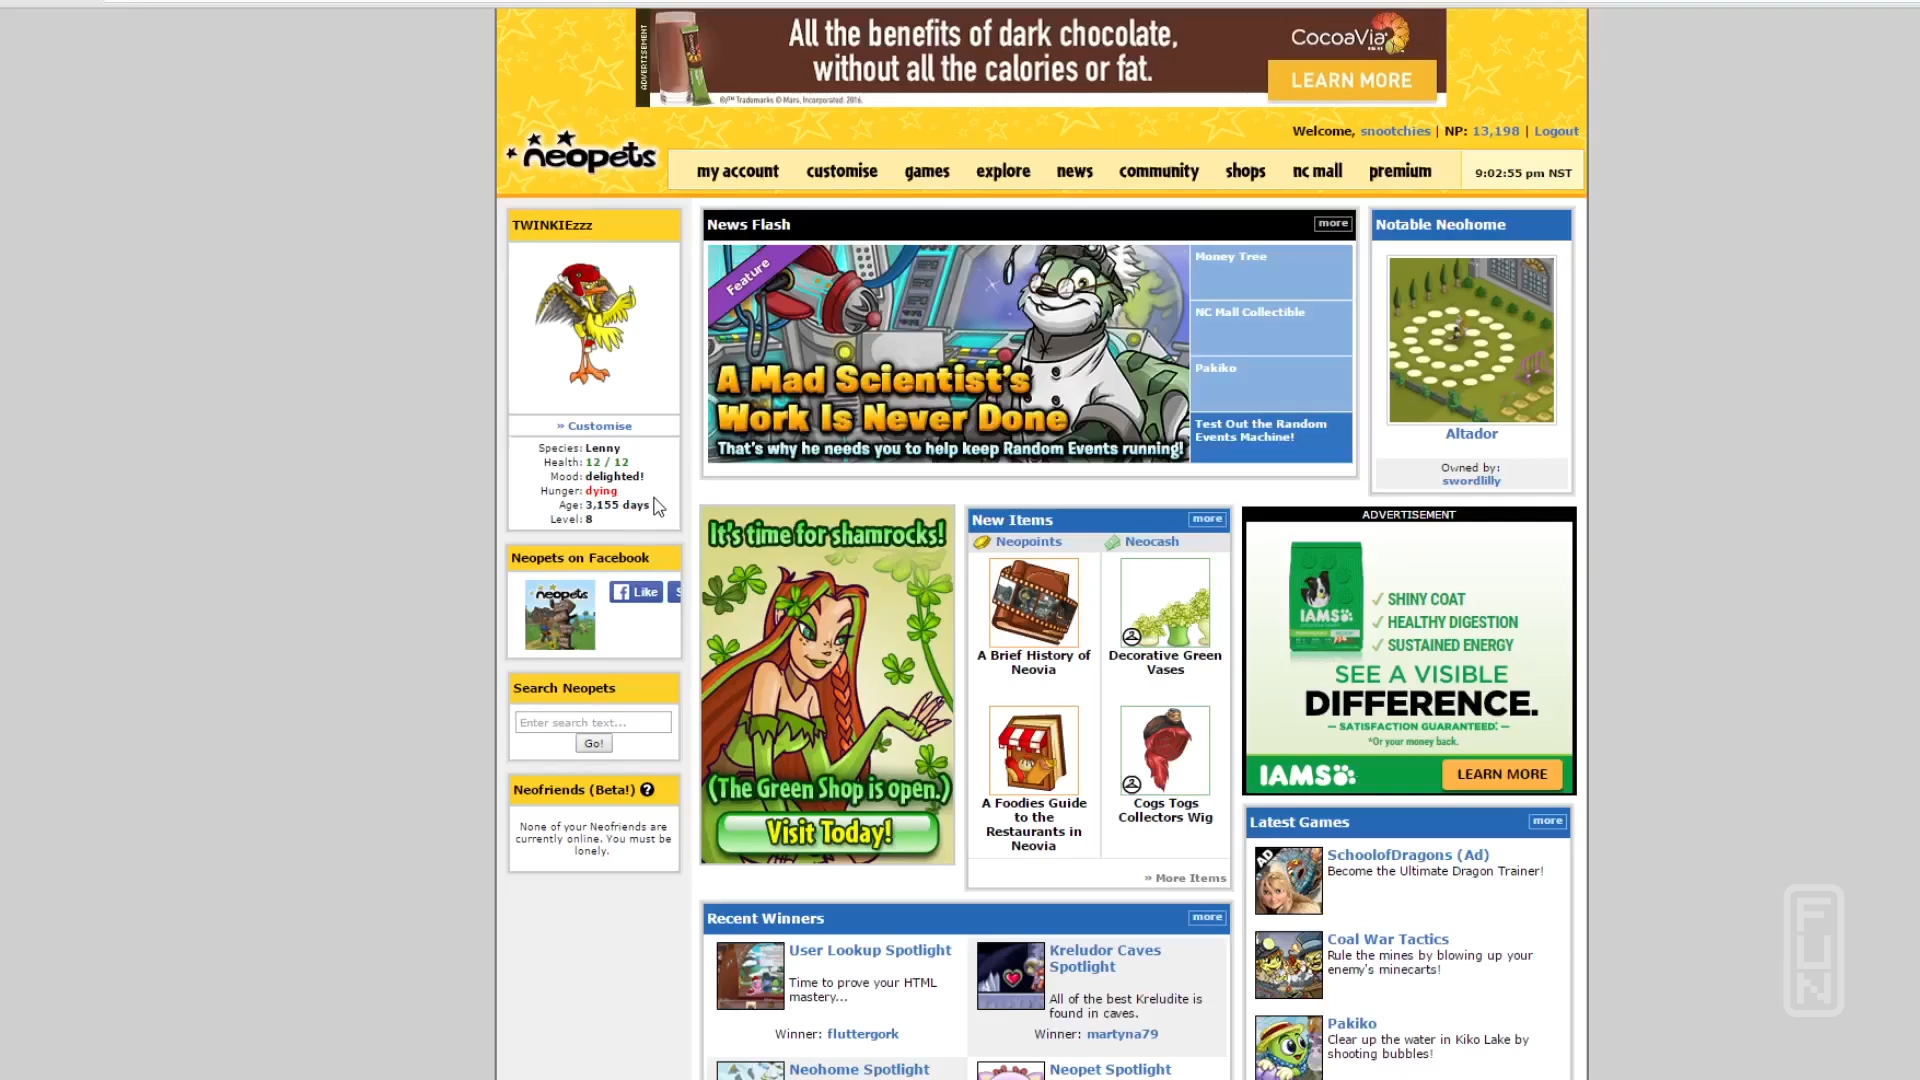 ADVERTISEMENT
All the benefits of dark chocolate,
without all the calories or fat.
CocoaVia
LEARN MORE
®/™ Trademarks © Mars, Incorporated 2016.
Welcome, snootchies | NP: 13,198 | Logout
neopets
my account customise games explore news community shops nc mall premium
9:02:55 pm NST
TWINKIEzzz
» Customise
Species: Lenny
Health: 12 / 12
Mood: delighted!
Hunger: dying
Age: 3,155 days
Level: 8
Neopets on Facebook
neopets
Like
Search Neopets
Enter search text...
Go!
Neofriends (Beta!) ?
None of your Neofriends are
currently online. You must be
lonely.
News Flash
more
Feature
A Mad Scientist's
Work Is Never Done
That's why he needs you to help keep Random Events running!
Money Tree
NC Mall Collectible
Pakiko
Test Out the Random
Events Machine!
Notable Neohome
Altador
Owned by:
swordlilly
It's time for shamrocks!
(The Green Shop is open.)
Visit Today!
New Items
more
Neopoints
Neocash
A Brief History of
Neovia
Decorative Green
Vases
A Foodies Guide
to the
Restaurants in
Neovia
Cogs Togs
Collectors Wig
» More Items
ADVERTISEMENT
IAMS
✓ SHINY COAT
✓ HEALTHY DIGESTION
✓ SUSTAINED ENERGY
SEE A VISIBLE
DIFFERENCE.
— SATISFACTION GUARANTEED.* —
*Or your money back.
IAMS
LEARN MORE
Recent Winners
more
User Lookup Spotlight
Time to prove your HTML
mastery...
Winner: fluttergork
Kreludor Caves
Spotlight
All of the best Kreludite is
found in caves.
Winner: martyna79
Neohome Spotlight
Neopet Spotlight
Latest Games
more
AD
SchoolofDragons (Ad)
Become the Ultimate Dragon Trainer!
Coal War Tactics
Rule the mines by blowing up your
enemy's minecarts!
Pakiko
Clear up the water in Kiko Lake by
shooting bubbles!
FUN